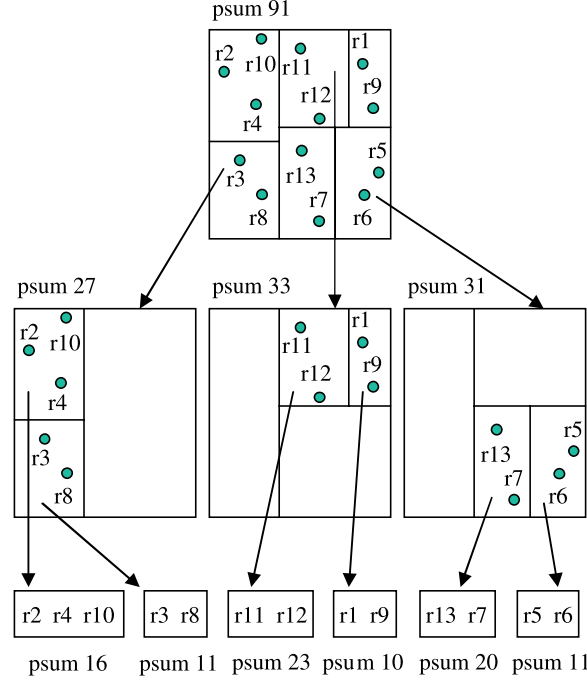 psum 91
r1
r2
r10
r11
r9
r12
r4
r5
r13
r3
r7
r8
r6
psum 27
psum 33
psum 31
r2
r10
r4
r3
r8
r1
r11
r9
r12
r5
r13
r7
r6
r2 r4 r10
r3 r8
r11 r12
r1 r9
r13 r7
r5 r6
psum 16
psum 11
psum 23
psum 10
psum 20
psum 11